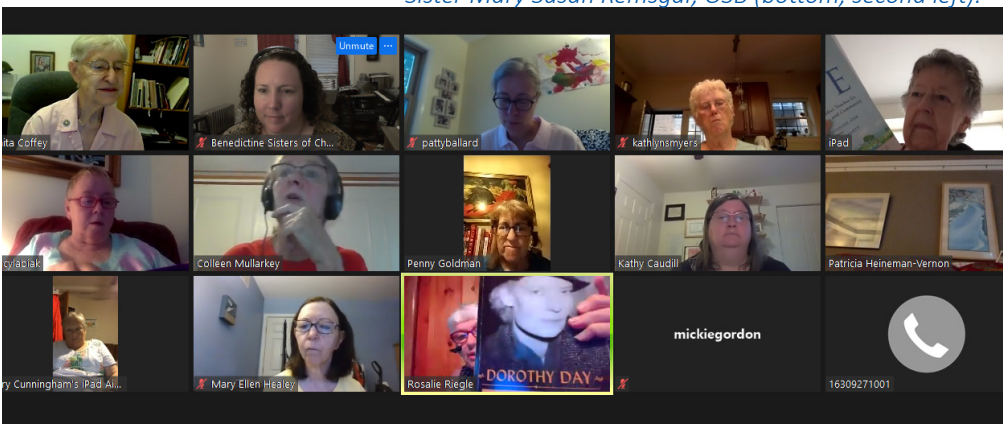 Sister Mary Susan Remsgar, OSB (bottom, second left).
Unmute ...
ita Coffey
Benedictine Sisters of Ch...
pattyballard
kathlynsmyers
iPad
E
cylabiak
Colleen Mullarkey
Penny Goldman
Kathy Caudill
Patricia Heineman-Vernon
ry Cunningham's iPad Ai...
Mary Ellen Healey
Rosalie Riegle
DOROTHY DAY
mickiegordon
16309271001